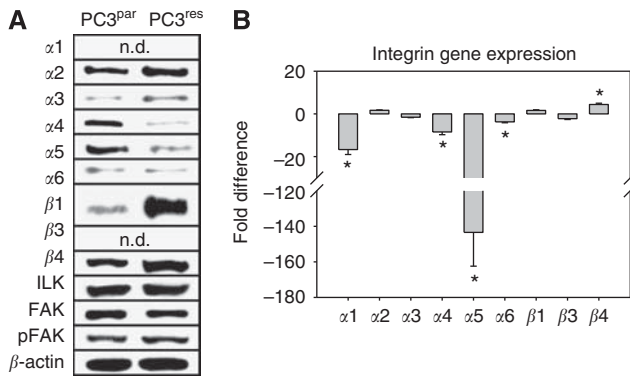 A
PC3par PC3res
α1 n.d.
α2
α3
α4
α5
α6
β1
β3 n.d.
β4
ILK
FAK
pFAK
β-actin
B
Integrin gene expression
Fold difference
20
0
−20
−120
−140
−160
−180
* * * * *
α1 α2 α3 α4 α5 α6 β1 β3 β4